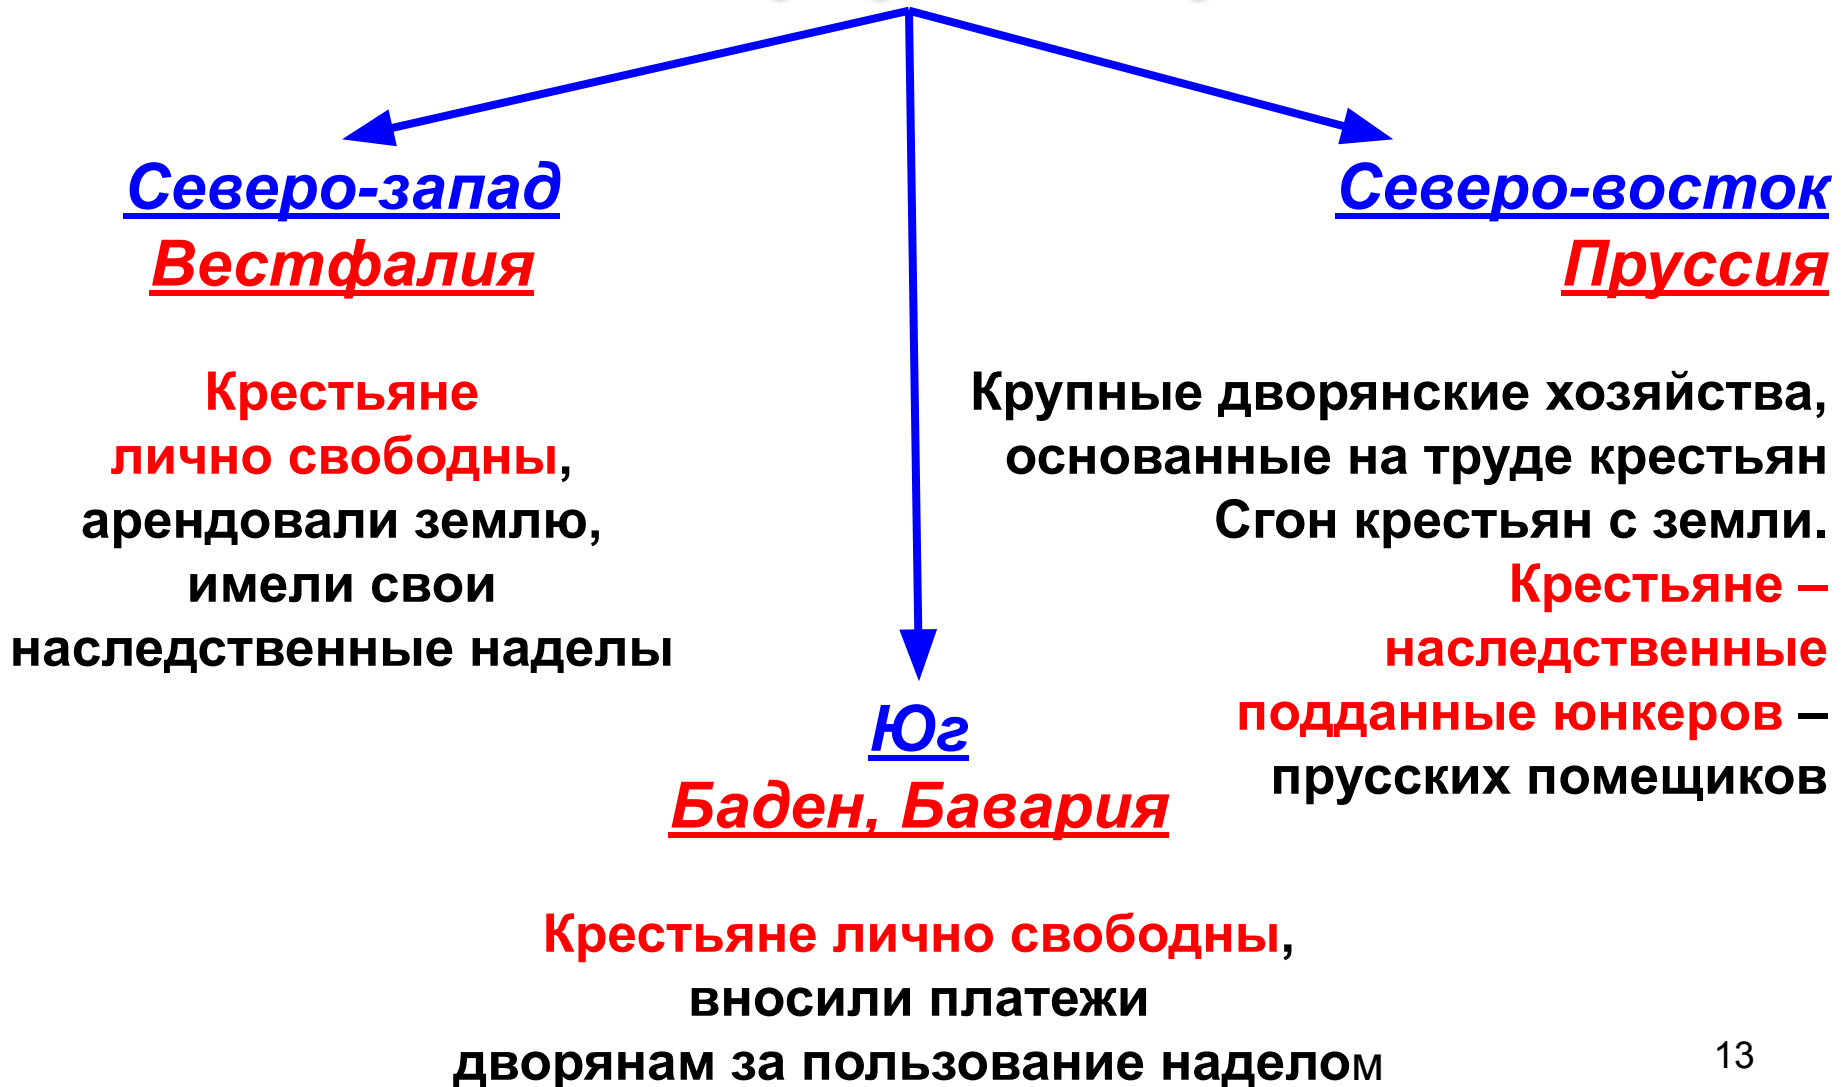 Северо-запад
Вестфалия
Крестьяне
лично свободны,
арендовали землю,
имели свои
наследственные наделы
Северо-восток
Пруссия
Крупные дворянские хозяйства,
основанные на труде крестьян
Сгон крестьян с земли.
Крестьяне –
наследственные
подданные юнкеров –
прусских помещиков
Юг
Баден, Бавария
Крестьяне лично свободны,
вносили платежи
дворянам за пользование наделом
13